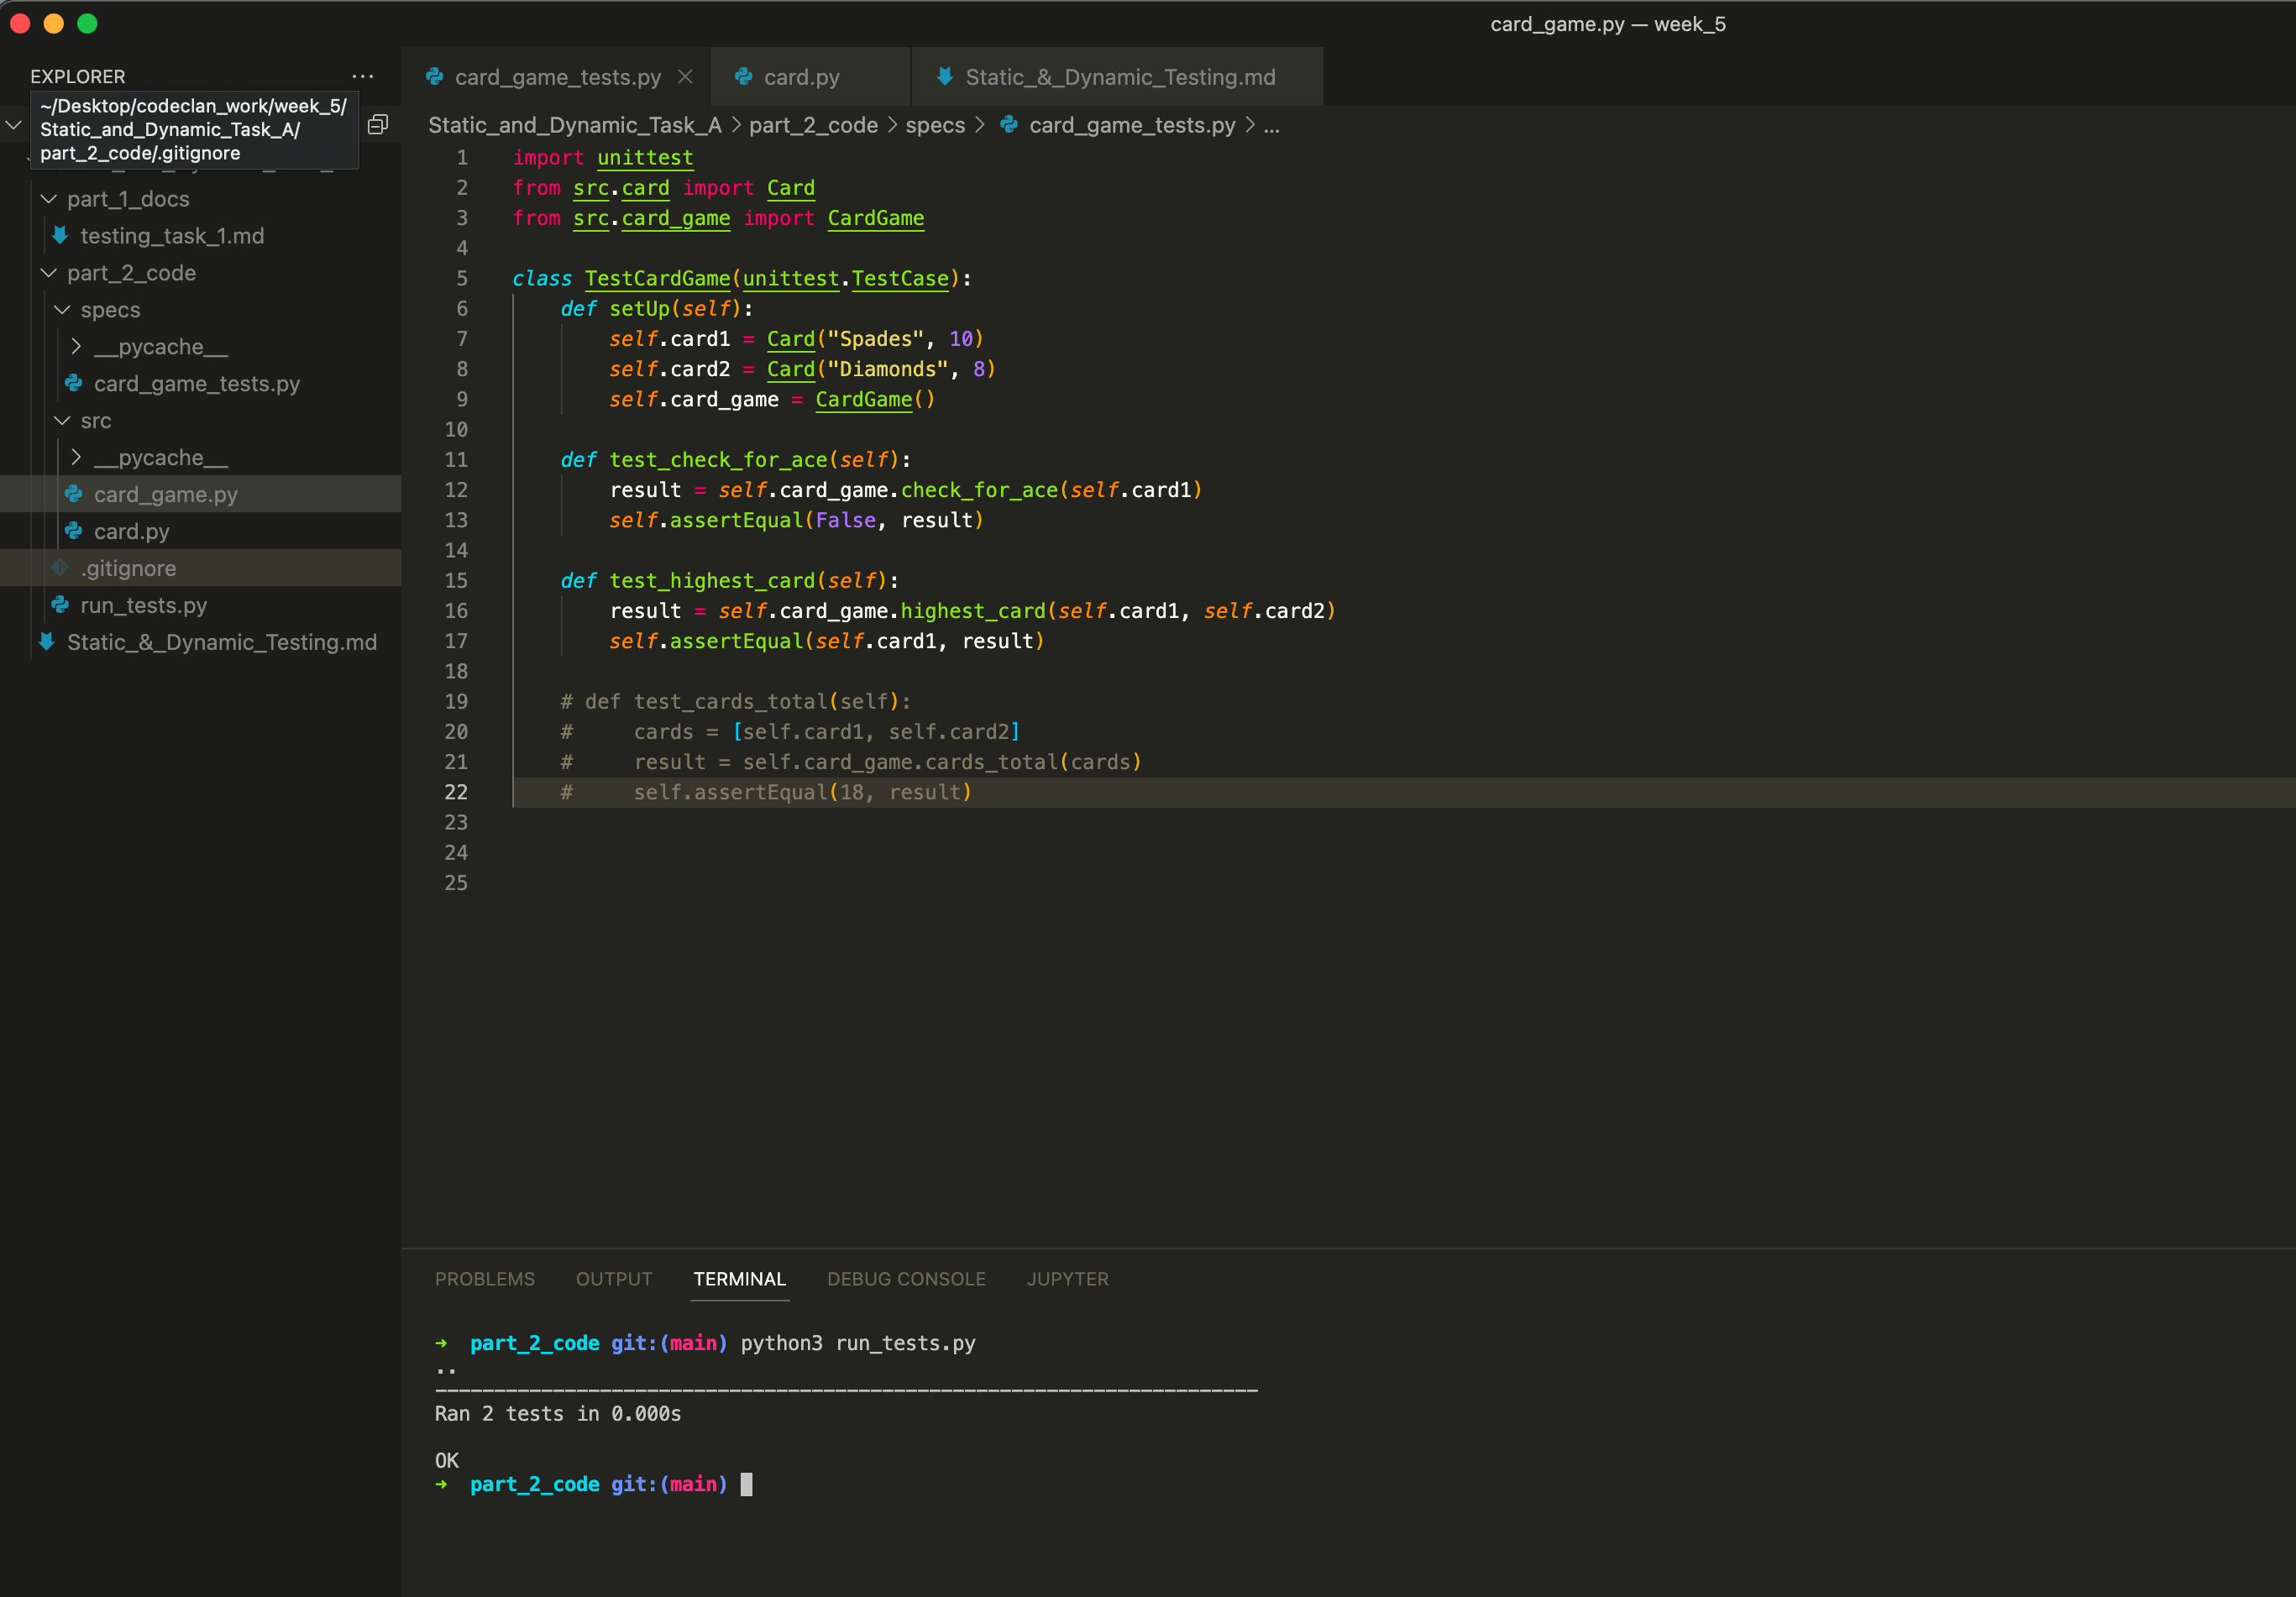 card_game.py — week_5
EXPLORER
~/Desktop/codeclan_work/week_5/
Static_and_Dynamic_Task_A/
part_2_code/.gitignore
part_1_docs
testing_task_1.md
part_2_code
specs
__pycache__
card_game_tests.py
src
__pycache__
card_game.py
card.py
.gitignore
run_tests.py
Static_&_Dynamic_Testing.md
card_game_tests.py
card.py
Static_&_Dynamic_Testing.md
Static_and_Dynamic_Task_A > part_2_code > specs > card_game_tests.py > ...
1 import unittest
2 from src.card import Card
3 from src.card_game import CardGame
4
5 class TestCardGame(unittest.TestCase):
6     def setUp(self):
7         self.card1 = Card("Spades", 10)
8         self.card2 = Card("Diamonds", 8)
9         self.card_game = CardGame()
10
11     def test_check_for_ace(self):
12         result = self.card_game.check_for_ace(self.card1)
13         self.assertEqual(False, result)
14
15     def test_highest_card(self):
16         result = self.card_game.highest_card(self.card1, self.card2)
17         self.assertEqual(self.card1, result)
18
19     # def test_cards_total(self):
20     #     cards = [self.card1, self.card2]
21     #     result = self.card_game.cards_total(cards)
22     #     self.assertEqual(18, result)
23
24
25
PROBLEMS OUTPUT TERMINAL DEBUG CONSOLE JUPYTER
➜  part_2_code git:(main) python3 run_tests.py
..
----------------------------------------------------------------------
Ran 2 tests in 0.000s
OK
➜  part_2_code git:(main)